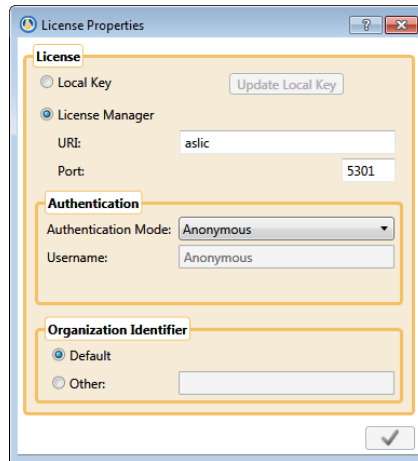 License Properties
?
License
Local Key
Update Local Key
License Manager
URI:
aslic
Port:
5301
Authentication
Authentication Mode:
Anonymous
Username:
Anonymous
Organization Identifier
Default
Other: